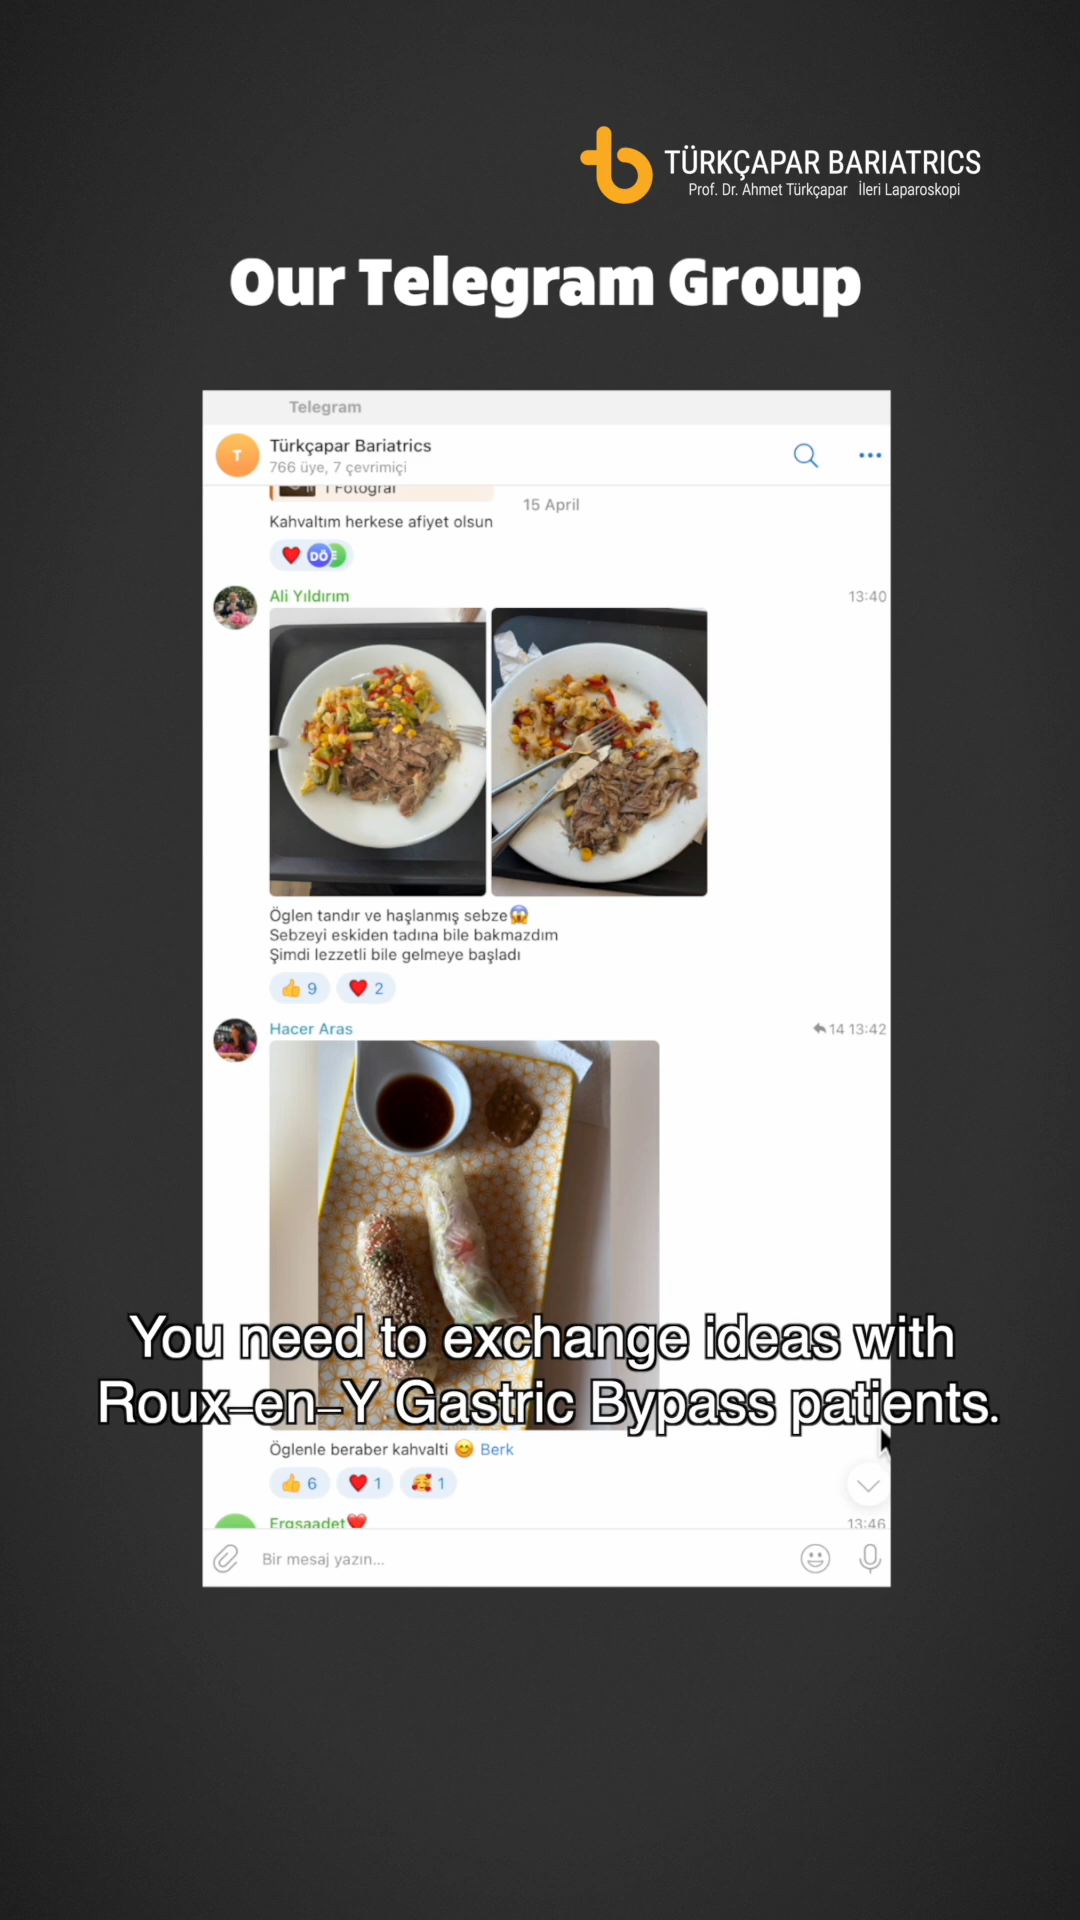 TÜRKÇAPAR BARIATRICS
Prof. Dr. Ahmet Türkçapar İleri Laparoskopi
Our Telegram Group
Telegram
T
Türkçapar Bariatrics
766 üye, 7 çevrimiçi
1 Fotoğraf
15 April
Kahvaltım herkese afiyet olsun
DÖ E
Ali Yıldırım 13:40
Öglen tandır ve haşlanmış sebze
Sebzeyi eskiden tadına bile bakmazdım
Şimdi lezzetli bile gelmeye başladı
9 2
Hacer Aras 14 13:42
You need to exchange ideas with
Roux-en-Y Gastric Bypass patients.
Öglenle beraber kahvalti Berk
6 1 1
Ergsaadet 13:46
Bir mesaj yazın...